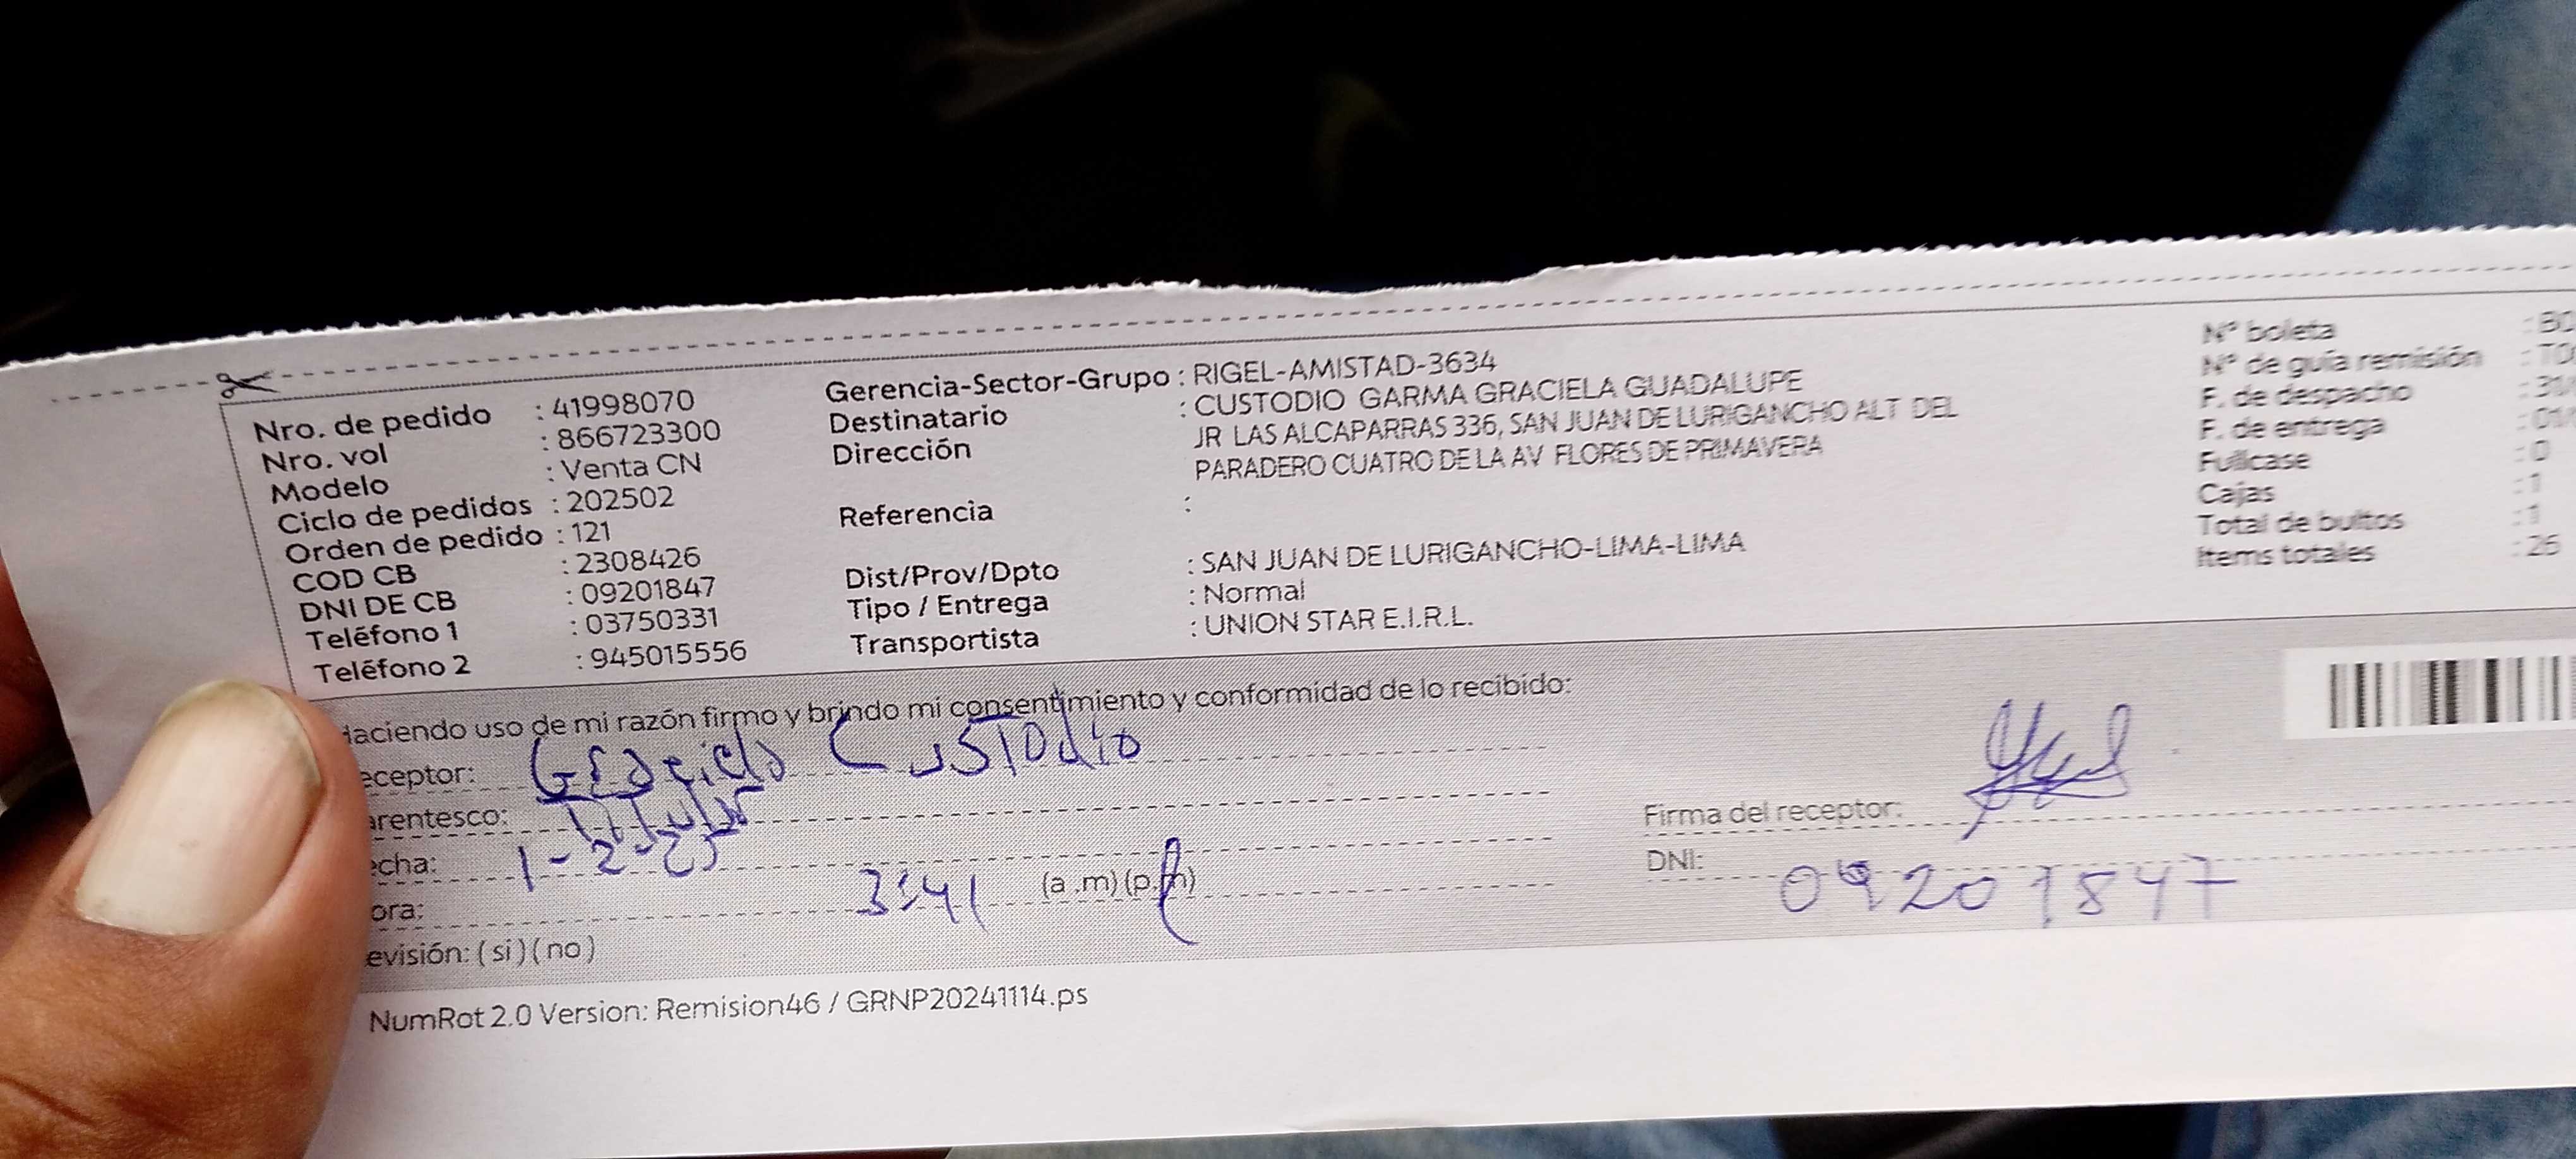 Nro. de pedido : 41998070
Nro. vol : 866723300
Modelo : Venta CN
Ciclo de pedidos : 202502
Orden de pedido : 121
COD CB : 2308426
DNI DE CB : 09201847
Teléfono 1 : 03750331
Teléfono 2 : 945015556
Gerencia-Sector-Grupo : RIGEL-AMISTAD-3634
Destinatario : CUSTODIO GARMA GRACIELA GUADALUPE
Dirección JR LAS ALCAPARRAS 336, SAN JUAN DE LURIGANCHO ALT DEL
PARADERO CUATRO DE LA AV FLORES DE PRIMAVERA
Referencia :
Dist/Prov/Dpto : SAN JUAN DE LURIGANCHO-LIMA-LIMA
Tipo / Entrega : Normal
Transportista : UNION STAR E.I.R.L.
N° boleta : B0
N° de guía remisión : T0
F. de despacho : 31/
F. de entrega : 01/
Fullcase : 0
Cajas : 1
Total de bultos : 1
Items totales : 26
Haciendo uso de mi razón firmo y brindo mi consentimiento y conformidad de lo recibido:
eceptor: Graciela Custodio
arentesco: Titular
echa: 1-2-25
ora: 3:41 (a.m)(p.m)
evisión: (si)(no)
Firma del receptor:
DNI: 09201847
NumRot 2.0 Version: Remision46 / GRNP20241114.ps